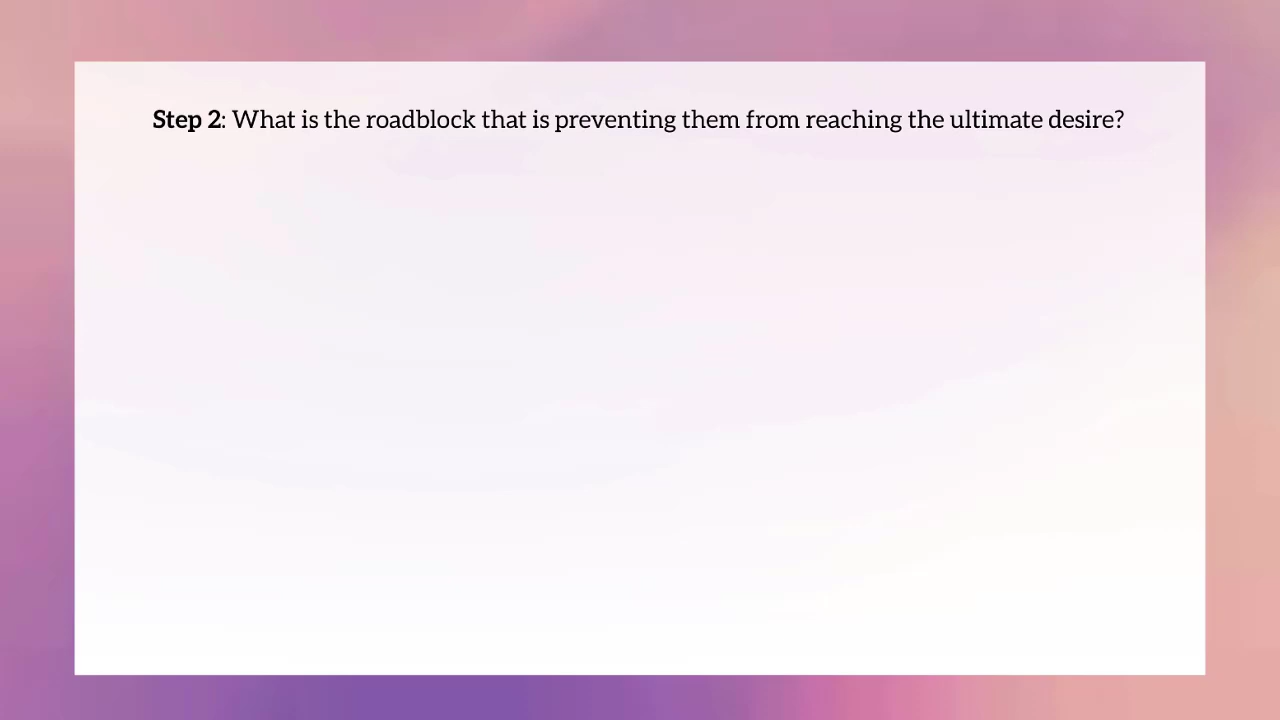 Step 2: What is the roadblock that is preventing them from reaching the ultimate desire?